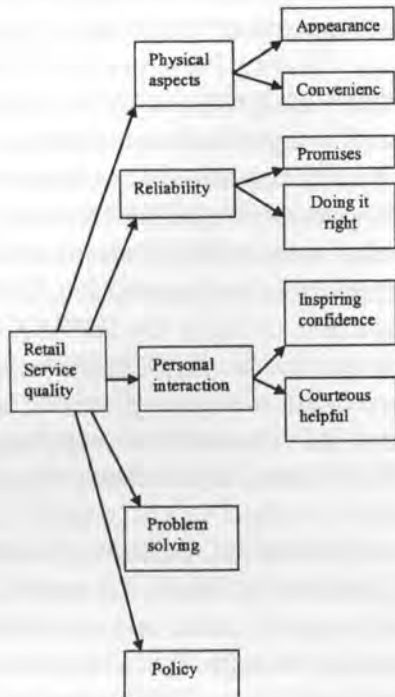 Appearance
Physical
aspects
Convenienc
Promises
Reliability
Doing it
right
Inspiring
confidence
Retail
Service
quality
Personal
interaction
Courteous
helpful
Problem
solving
Policy